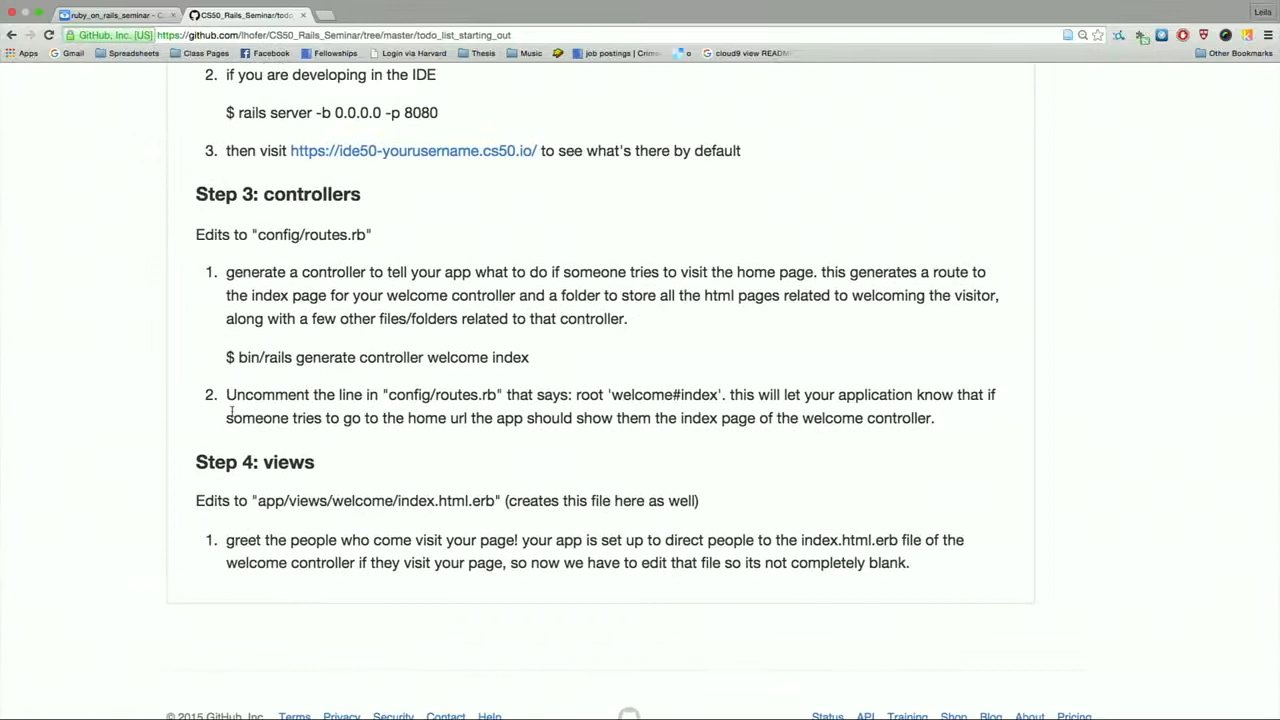 ruby_on_rails_seminar - C
CS50_Rails_Seminar/todo
Leila
GitHub, Inc. [US] https://github.com/lhofer/CS50_Rails_Seminar/tree/master/todo_list_starting_out
Apps Gmail Spreadsheets Class Pages Facebook Fellowships Login via Harvard Thesis Music job postings | Crim o cloud9 view READM Other Bookmarks
2. if you are developing in the IDE
$ rails server -b 0.0.0.0 -p 8080
3. then visit https://ide50-yourusername.cs50.io/ to see what's there by default
Step 3: controllers
Edits to "config/routes.rb"
1. generate a controller to tell your app what to do if someone tries to visit the home page. this generates a route to
the index page for your welcome controller and a folder to store all the html pages related to welcoming the visitor,
along with a few other files/folders related to that controller.
$ bin/rails generate controller welcome index
2. Uncomment the line in "config/routes.rb" that says: root 'welcome#index'. this will let your application know that if
someone tries to go to the home url the app should show them the index page of the welcome controller.
Step 4: views
Edits to "app/views/welcome/index.html.erb" (creates this file here as well)
1. greet the people who come visit your page! your app is set up to direct people to the index.html.erb file of the
welcome controller if they visit your page, so now we have to edit that file so its not completely blank.
© 2015 GitHub, Inc. Terms Privacy Security Contact Help Status API Training Shop Blog About Pricing